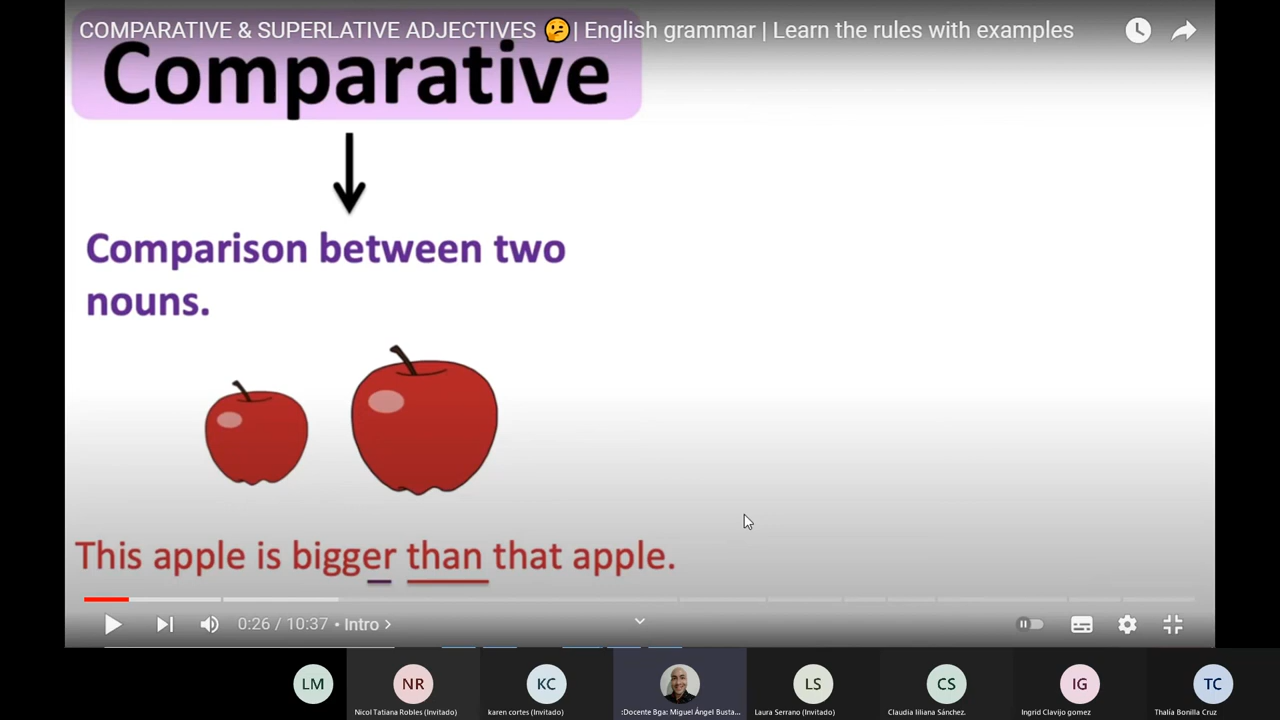 COMPARATIVE & SUPERLATIVE ADJECTIVES 🤔| English grammar | Learn the rules with examples
Comparative
Comparison between two
nouns.
This apple is bigger than that apple.
0:26 / 10:37 • Intro >
LM
NR
KC
LS
CS
IG
TC
Nicol Tatiana Robles (Invitado)
karen cortes (Invitado)
:Docente Bga: Miguel Ángel Busta...
Laura Serrano (Invitado)
Claudia liliana Sánchez.
Ingrid Clavijo gomez
Thalía Bonilla Cruz